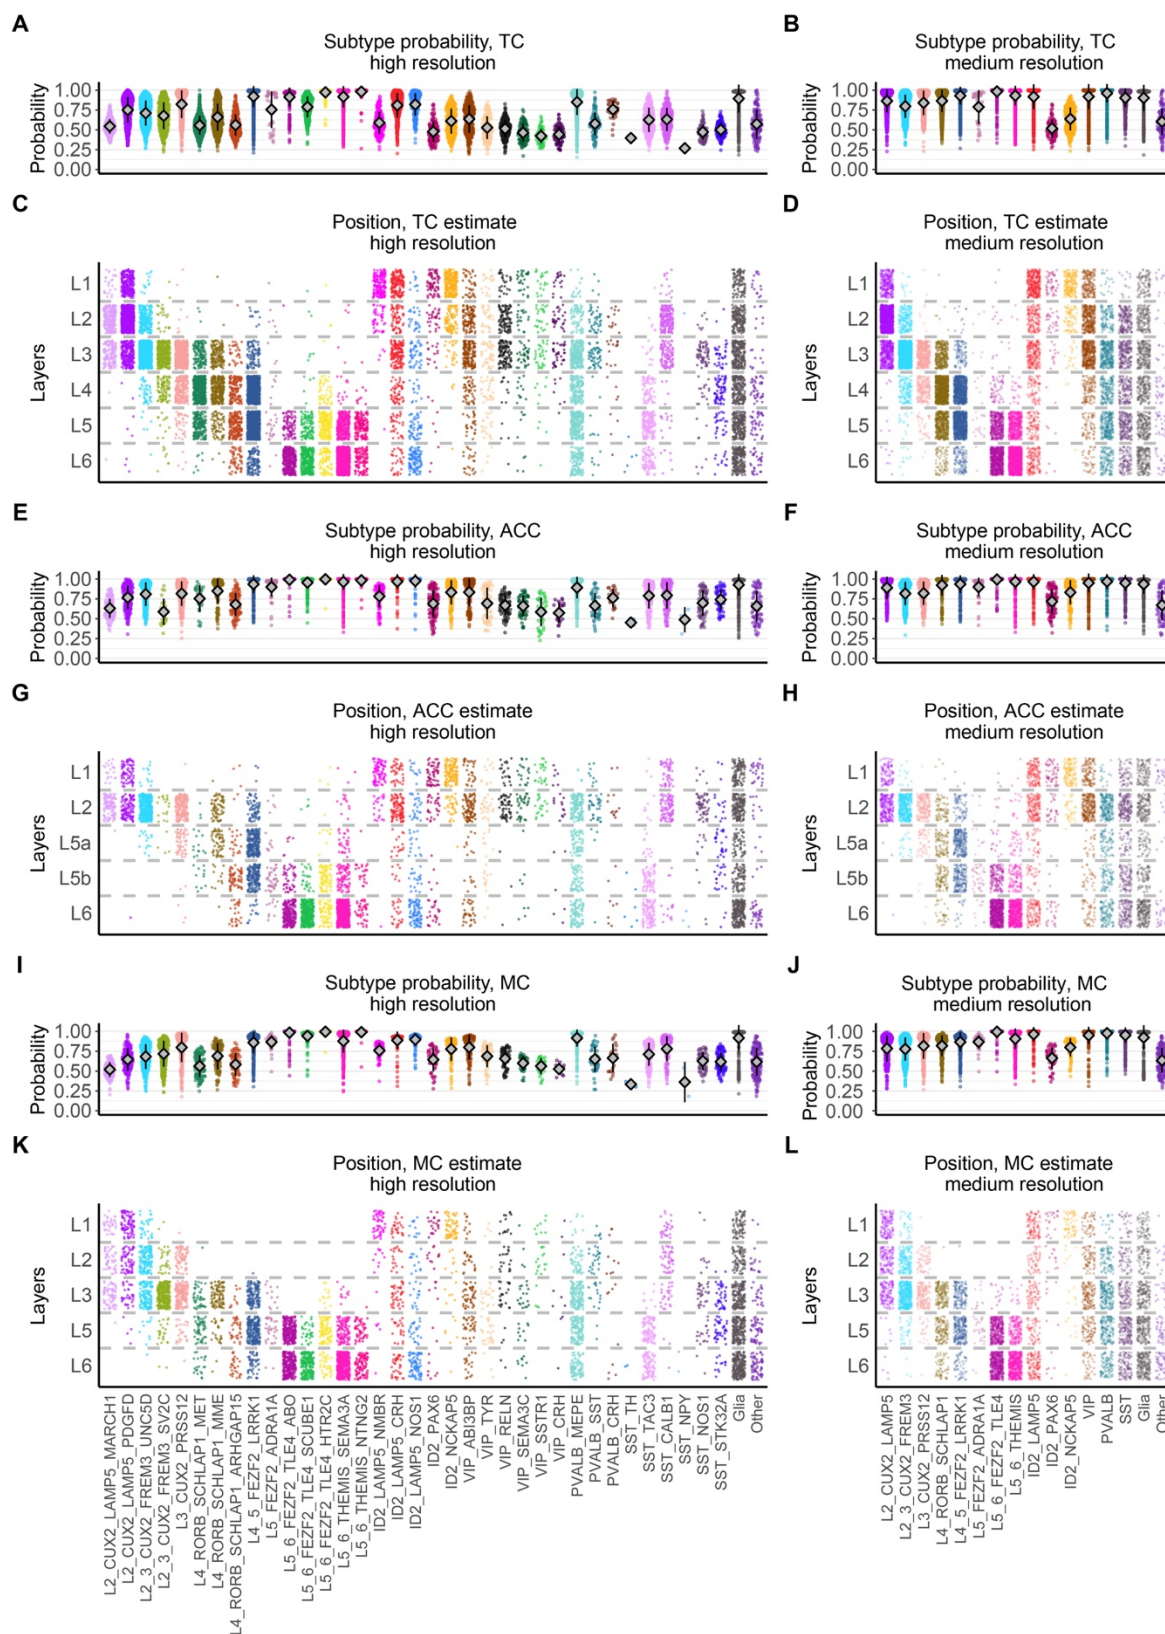 A
Subtype probability, TC
high resolution
Probability
1.00
0.75
0.50
0.25
0.00
B
Subtype probability, TC
medium resolution
Probability
1.00
0.75
0.50
0.25
0.00
C
Position, TC estimate
high resolution
Layers
L1
L2
L3
L4
L5
L6
D
Position, TC estimate
medium resolution
Layers
L1
L2
L3
L4
L5
L6
E
Subtype probability, ACC
high resolution
Probability
1.00
0.75
0.50
0.25
0.00
F
Subtype probability, ACC
medium resolution
Probability
1.00
0.75
0.50
0.25
0.00
G
Position, ACC estimate
high resolution
Layers
L1
L2
L5a
L5b
L6
H
Position, ACC estimate
medium resolution
Layers
L1
L2
L5a
L5b
L6
I
Subtype probability, MC
high resolution
Probability
1.00
0.75
0.50
0.25
0.00
J
Subtype probability, MC
medium resolution
Probability
1.00
0.75
0.50
0.25
0.00
K
Position, MC estimate
high resolution
Layers
L1
L2
L3
L5
L6
L2_CUX2_LAMP5_MARCH1
L2_CUX2_LAMP5_PDGFD
L2_3_CUX2_FREM3_UNC5D
L2_3_CUX2_FREM3_SV2C
L3_CUX2_PRSS12
L4_RORB_SCHLAP1_MET
L4_RORB_SCHLAP1_MME
L4_RORB_SCHLAP1_ARHGAP15
L4_5_FEZF2_LRRK1
L5_FEZF2_ADRA1A
L5_6_FEZF2_TLE4_ABO
L5_6_FEZF2_TLE4_SCUBE1
L5_6_FEZF2_TLE4_HTR2C
L5_6_THEMIS_SEMA3A
L5_6_THEMIS_NTNG2
ID2_LAMP5_NMBR
ID2_LAMP5_CRH
ID2_LAMP5_NOS1
ID2_PAX6
ID2_NCKAP5
VIP_ABI3BP
VIP_TYR
VIP_RELN
VIP_SEMA3C
VIP_SSTR1
VIP_CRH
PVALB_MEPE
PVALB_SST
PVALB_CRH
SST_TH
SST_TAC3
SST_CALB1
SST_NPY
SST_NOS1
SST_STK32A
Glia
Other
L
Position, MC estimate
medium resolution
Layers
L1
L2
L3
L5
L6
L2_CUX2_LAMP5
L2_3_CUX2_FREM3
L3_CUX2_PRSS12
L4_RORB_SCHLAP1
L4_5_FEZF2_LRRK1
L5_FEZF2_ADRA1A
L5_6_FEZF2_TLE4
L5_6_THEMIS
ID2_LAMP5
ID2_PAX6
ID2_NCKAP5
VIP
PVALB
SST
Glia
Other